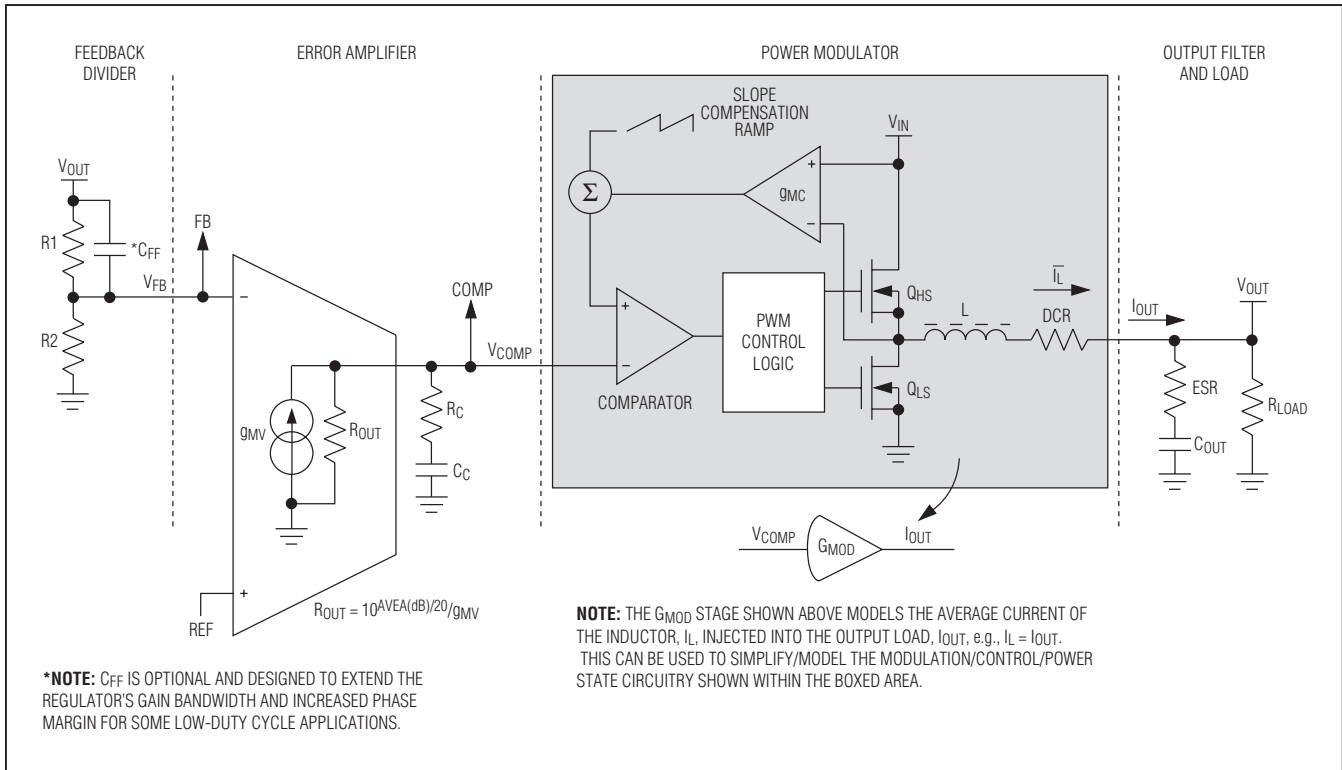 FEEDBACK
DIVIDER
ERROR AMPLIFIER
POWER MODULATOR
OUTPUT FILTER
AND LOAD
SLOPE
COMPENSATION
RAMP
VIN
VOUT
FB
R1
*CFF
VFB
R2
−
+
REF
gMV
ROUT
ROUT = 10AVEA(dB)/20/gMV
COMP
VCOMP
RC
CC
Σ
+
gMC
−
+
−
COMPARATOR
PWM
CONTROL
LOGIC
QHS
QLS
IL
L
DCR
IOUT
VOUT
ESR
COUT
RLOAD
VCOMP
GMOD
IOUT
*NOTE: CFF IS OPTIONAL AND DESIGNED TO EXTEND THE
REGULATOR'S GAIN BANDWIDTH AND INCREASED PHASE
MARGIN FOR SOME LOW-DUTY CYCLE APPLICATIONS.
NOTE: THE GMOD STAGE SHOWN ABOVE MODELS THE AVERAGE CURRENT OF
THE INDUCTOR, IL, INJECTED INTO THE OUTPUT LOAD, IOUT, e.g., IL = IOUT.
THIS CAN BE USED TO SIMPLIFY/MODEL THE MODULATION/CONTROL/POWER
STATE CIRCUITRY SHOWN WITHIN THE BOXED AREA.